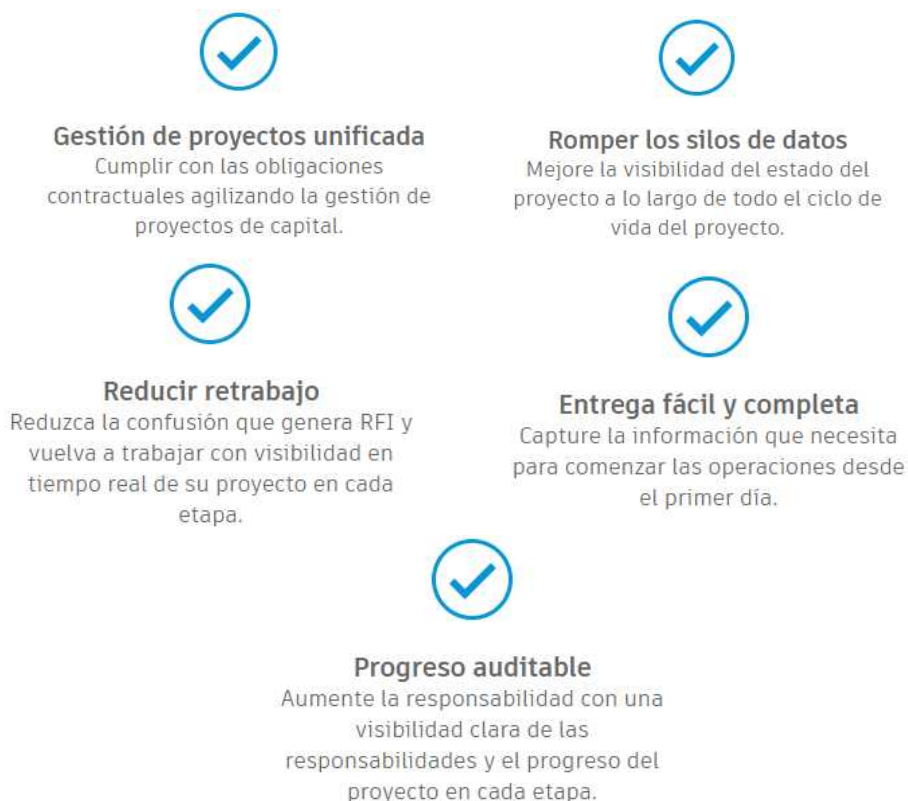 Gestión de proyectos unificada
Cumplir con las obligaciones
contractuales agilizando la gestión de
proyectos de capital.
Romper los silos de datos
Mejore la visibilidad del estado del
proyecto a lo largo de todo el ciclo de
vida del proyecto.
Reducir retrabajo
Reduzca la confusión que genera RFI y
vuelva a trabajar con visibilidad en
tiempo real de su proyecto en cada
etapa.
Entrega fácil y completa
Capture la información que necesita
para comenzar las operaciones desde
el primer día.
Progreso auditable
Aumente la responsabilidad con una
visibilidad clara de las
responsabilidades y el progreso del
proyecto en cada etapa.